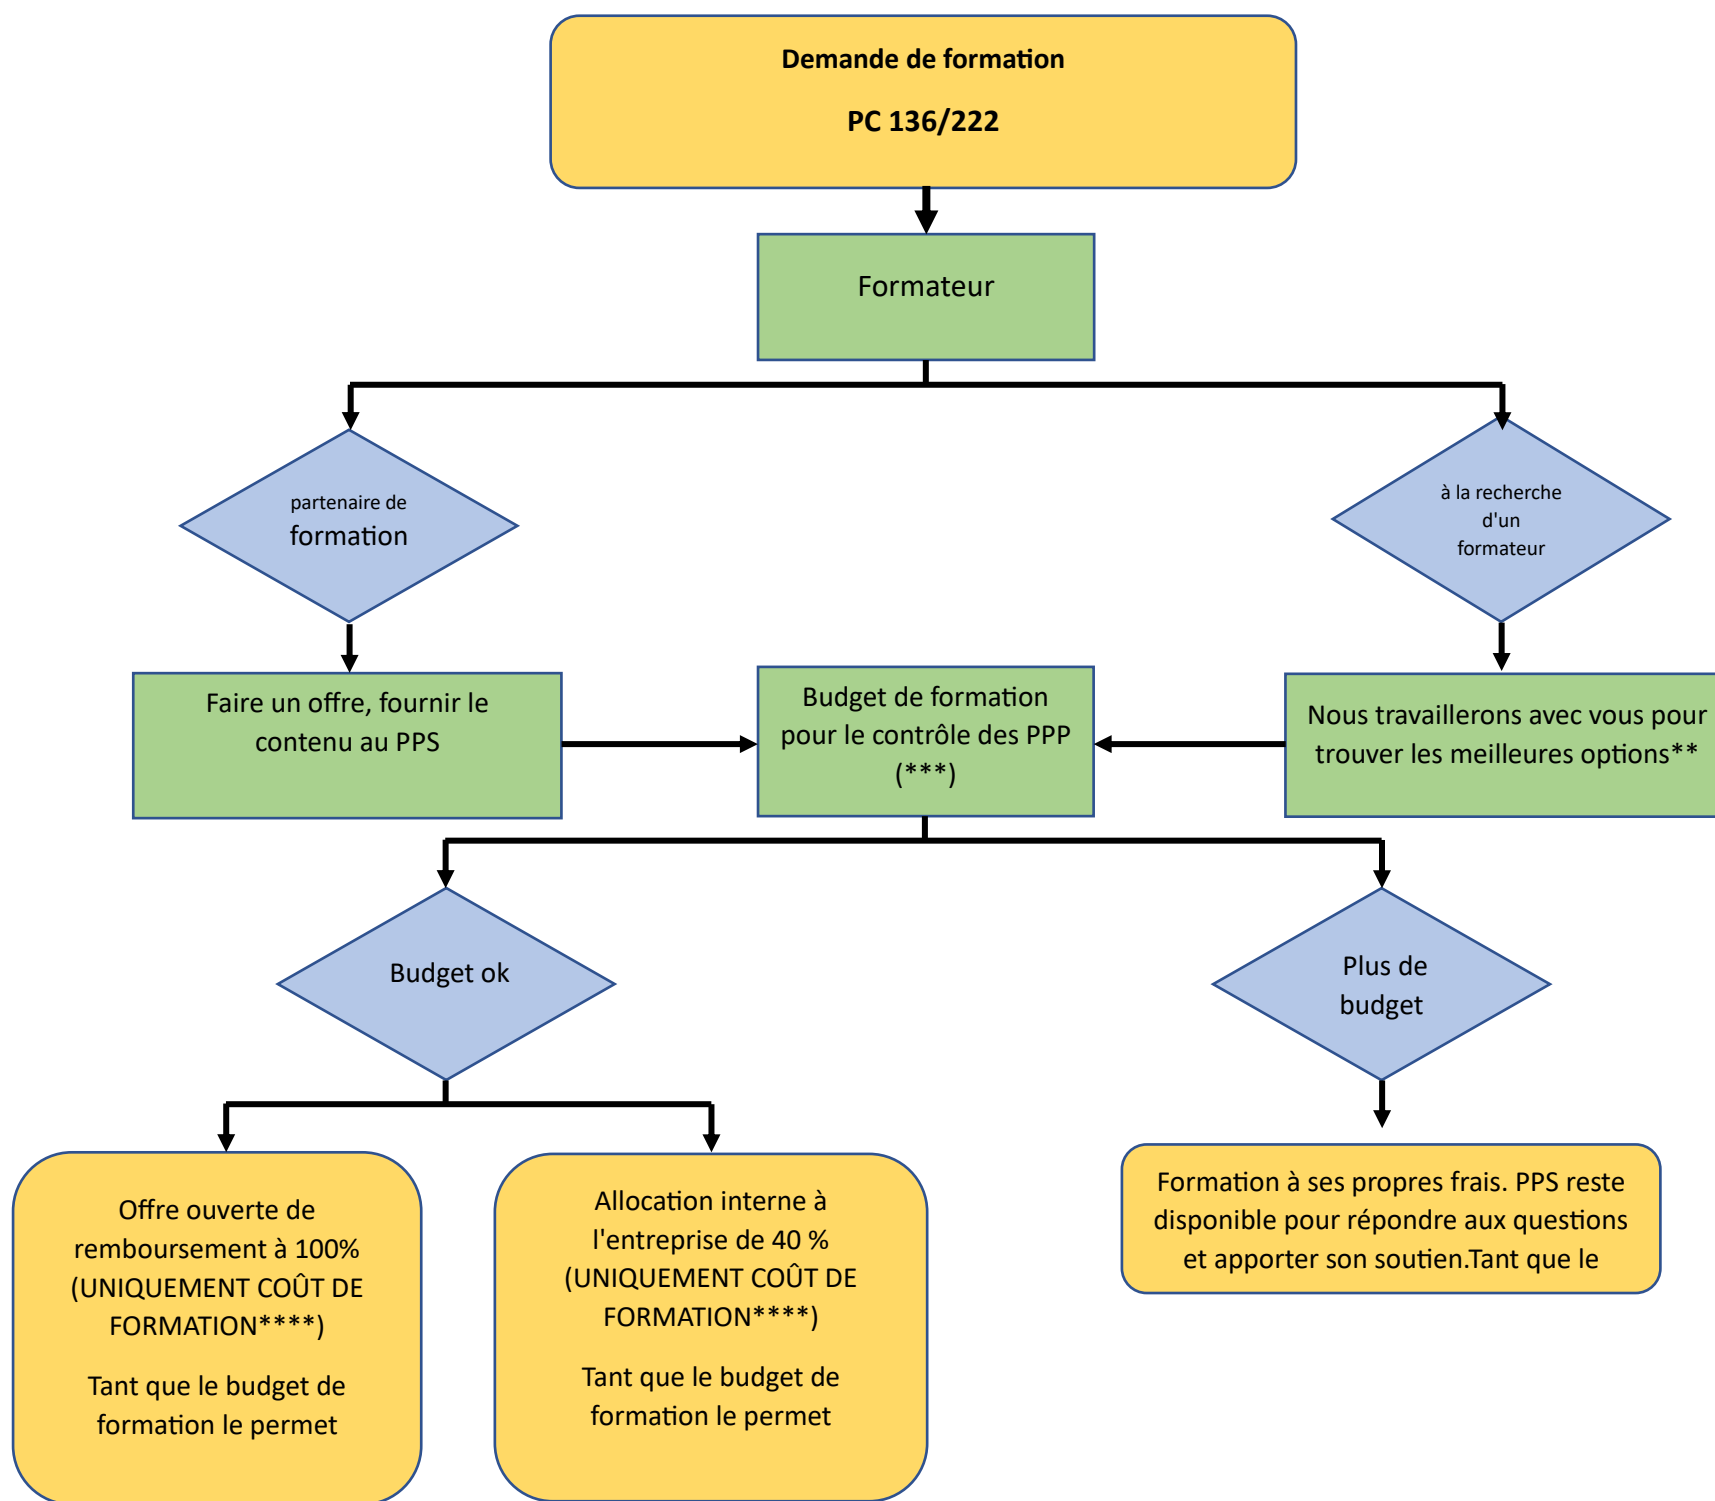 Demande de formation
PC 136/222
Formateur
partenaire de
formation
à la recherche
d'un
formateur
Faire un offre, fournir le
contenu au PPS
Budget de formation
pour le contrôle des PPP
(***)
Nous travaillerons avec vous pour
trouver les meilleures options**
Budget ok
Plus de
budget
Offre ouverte de
remboursement à 100%
(UNIQUEMENT COÛT DE
FORMATION****)
Tant que le budget de
formation le permet
Allocation interne à
l'entreprise de 40 %
(UNIQUEMENT COÛT DE
FORMATION****)
Tant que le budget de
formation le permet
Formation à ses propres frais. PPS reste
disponible pour répondre aux questions
et apporter son soutien.Tant que le